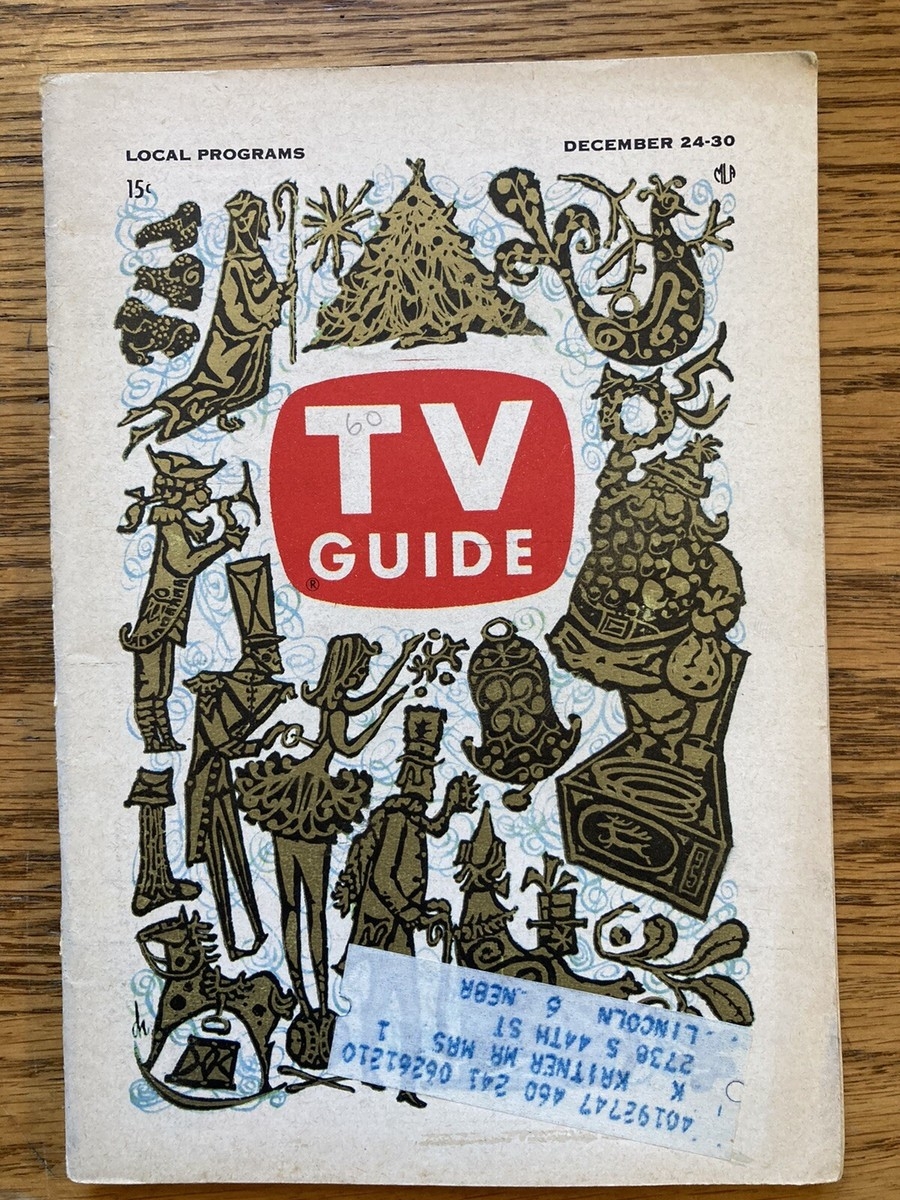 LOCAL PROGRAMS
DECEMBER 24-30
15¢
MLA
60
TV
GUIDE
®
40192747 460 241 06261210
K KRITNER MR MRS 1
2738 S 44TH ST
LINCOLN 6 NEBR